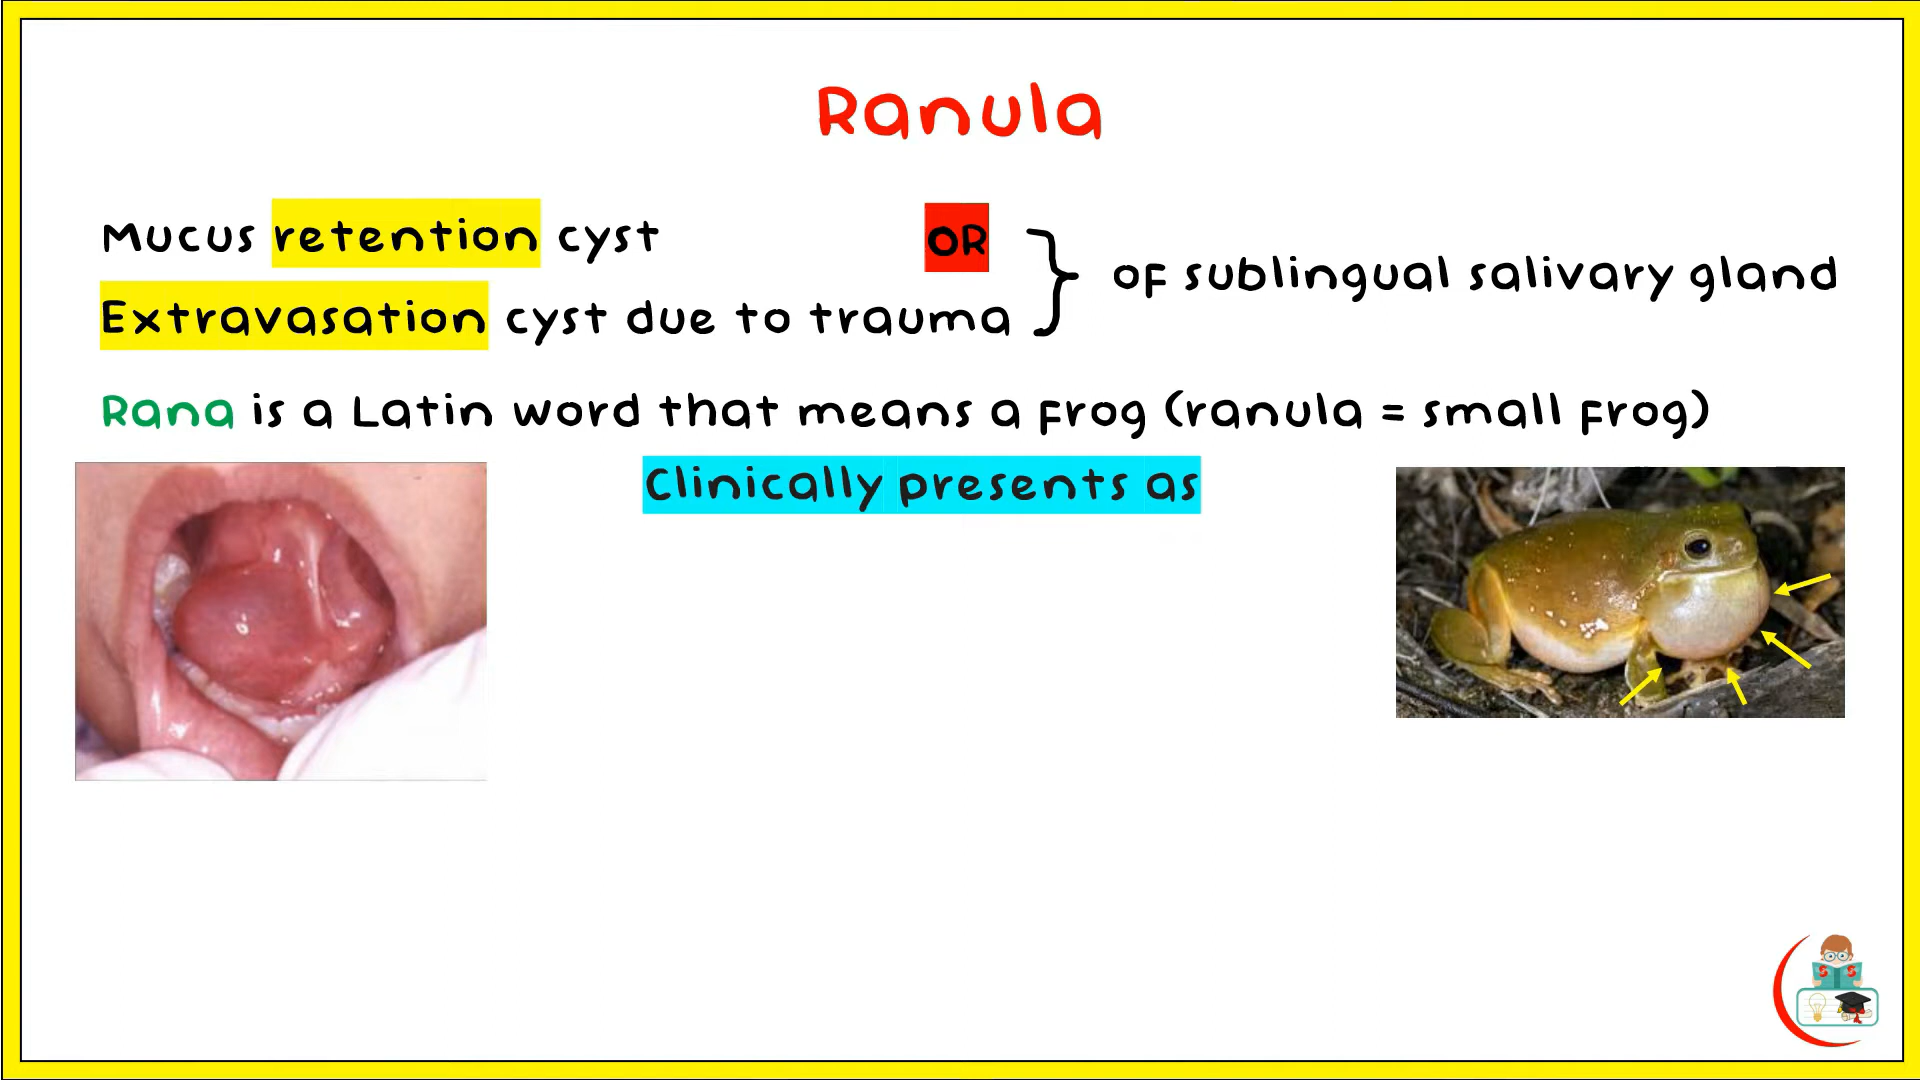 Ranula
Mucus retention cyst OR
Extravasation cyst due to trauma
of sublingual salivary gland
Rana is a Latin word that means a frog (ranula = small frog)
Clinically presents as